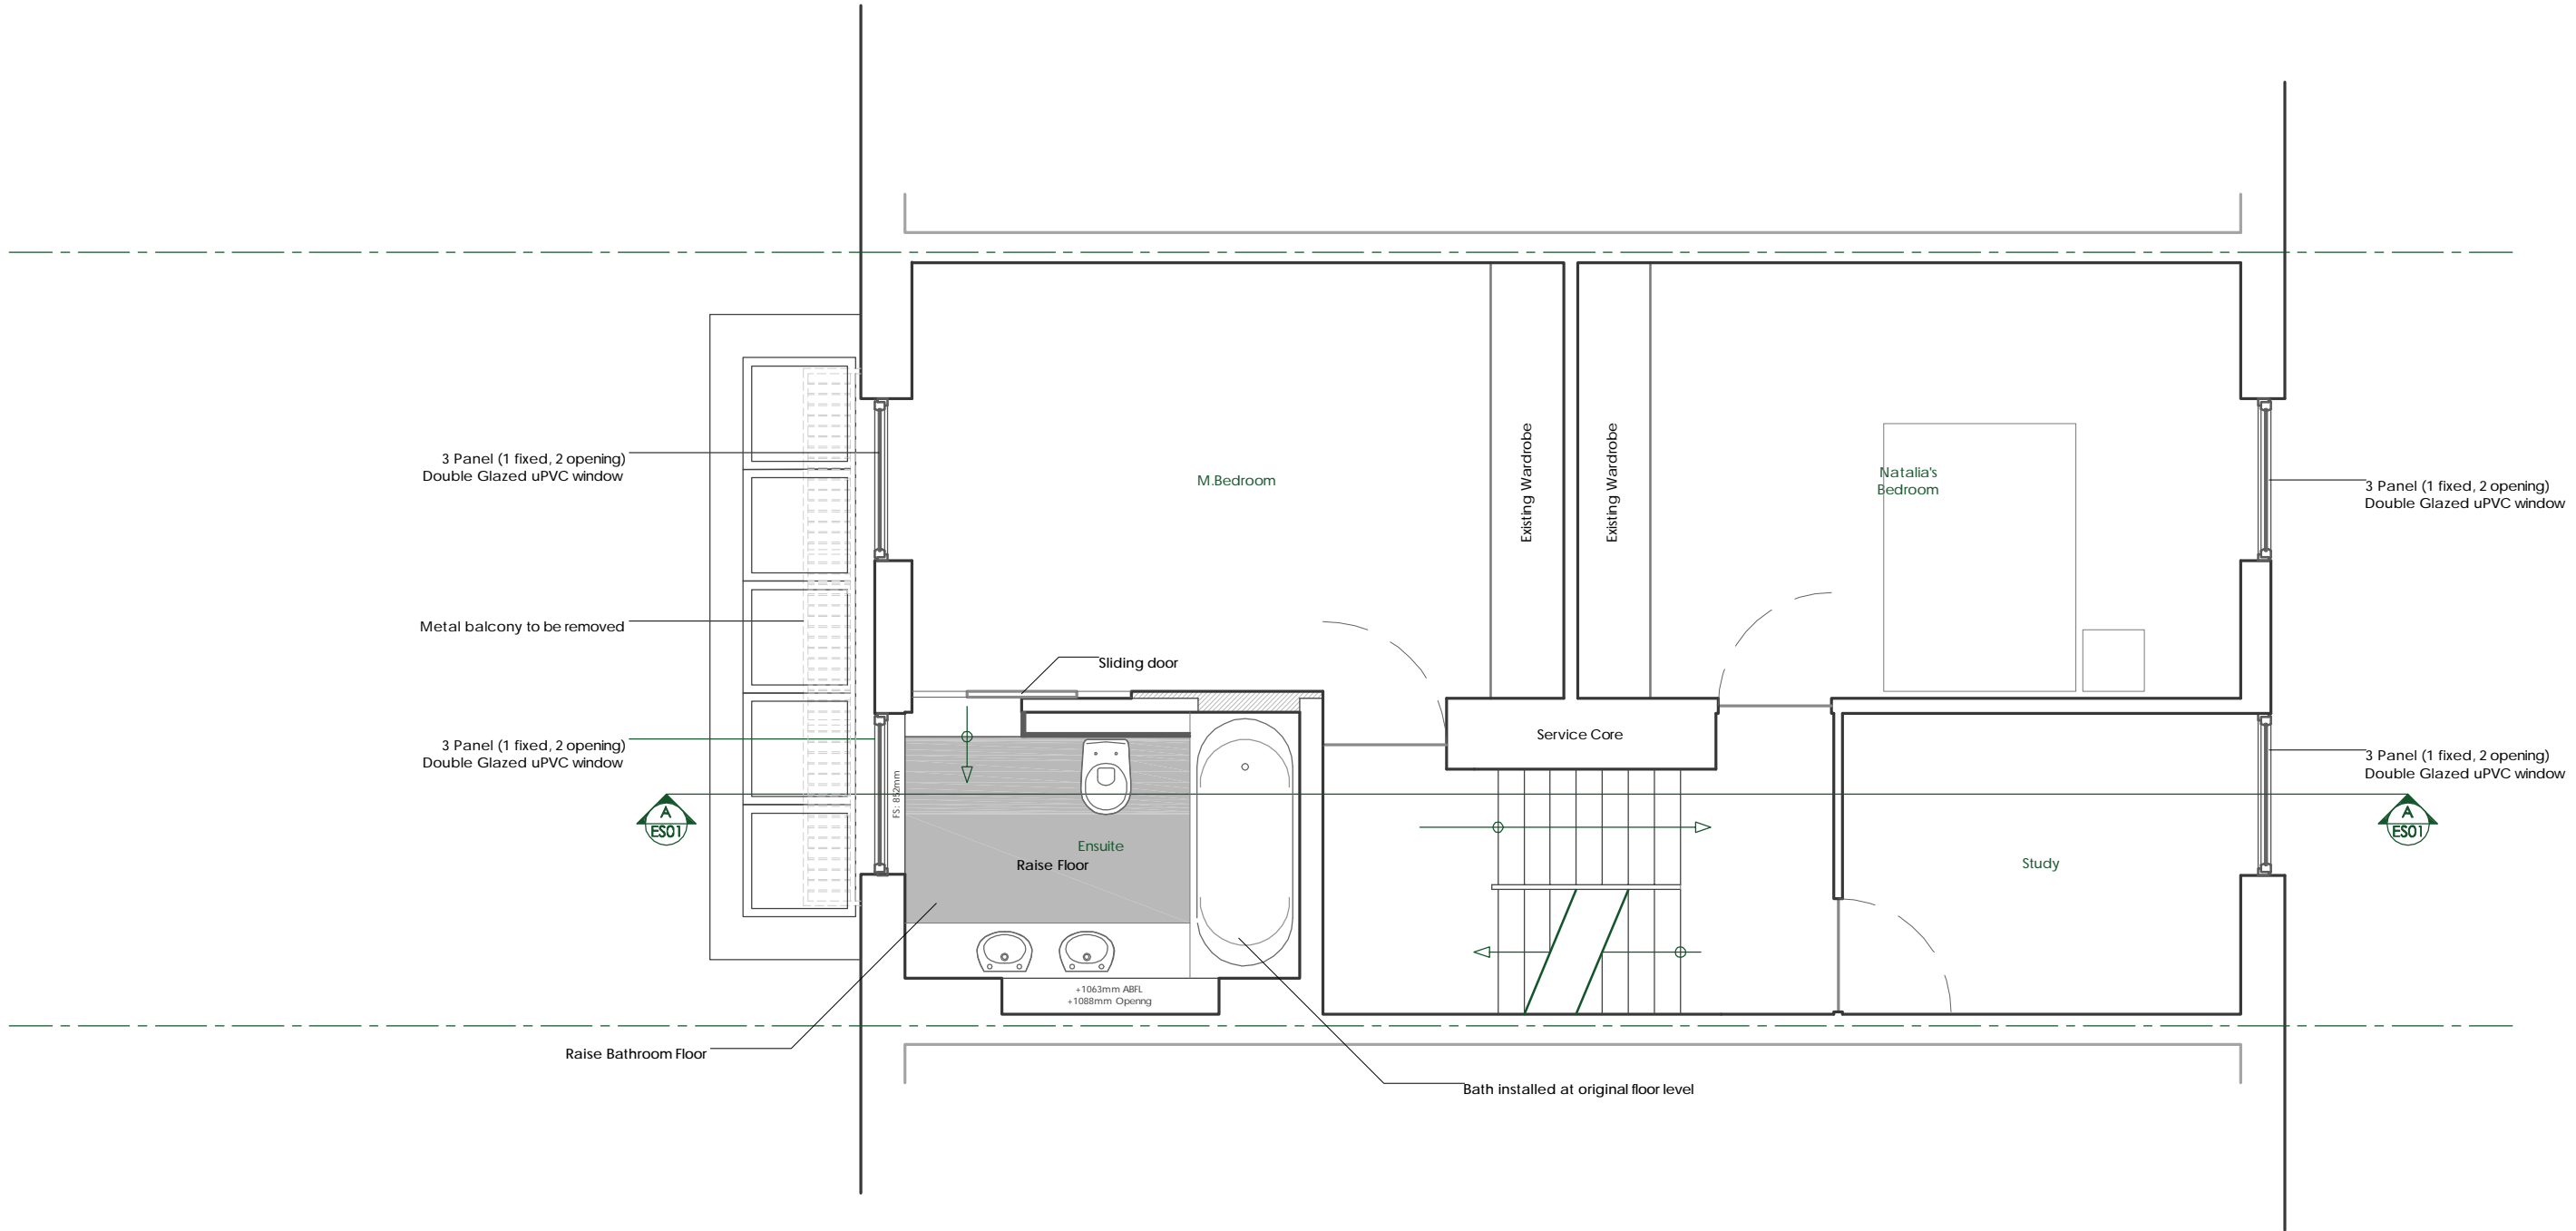 3 Panel (1 fixed, 2 opening)
Double Glazed uPVC window
M.Bedroom
Existing Wardrobe
Existing Wardrobe
Natalia's
Bedroom
3 Panel (1 fixed, 2 opening)
Double Glazed uPVC window
Metal balcony to be removed
Sliding door
3 Panel (1 fixed, 2 opening)
Double Glazed uPVC window
Service Core
3 Panel (1 fixed, 2 opening)
Double Glazed uPVC window
FS: 852mm
A
ES01
A
ES01
Ensuite
Raise Floor
Study
+1063mm ABFL
+1088mm Openng
Raise Bathroom Floor
Bath installed at original floor level